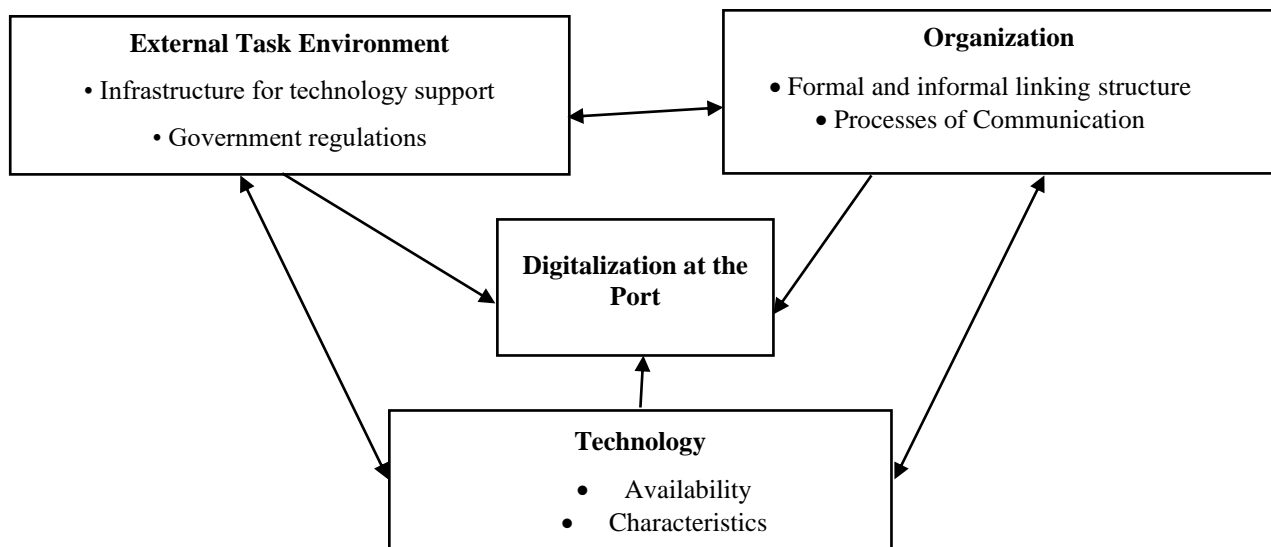 External Task Environment
• Infrastructure for technology support
• Government regulations
Organization
• Formal and informal linking structure
• Processes of Communication
Digitalization at the
Port
Technology
• Availability
• Characteristics